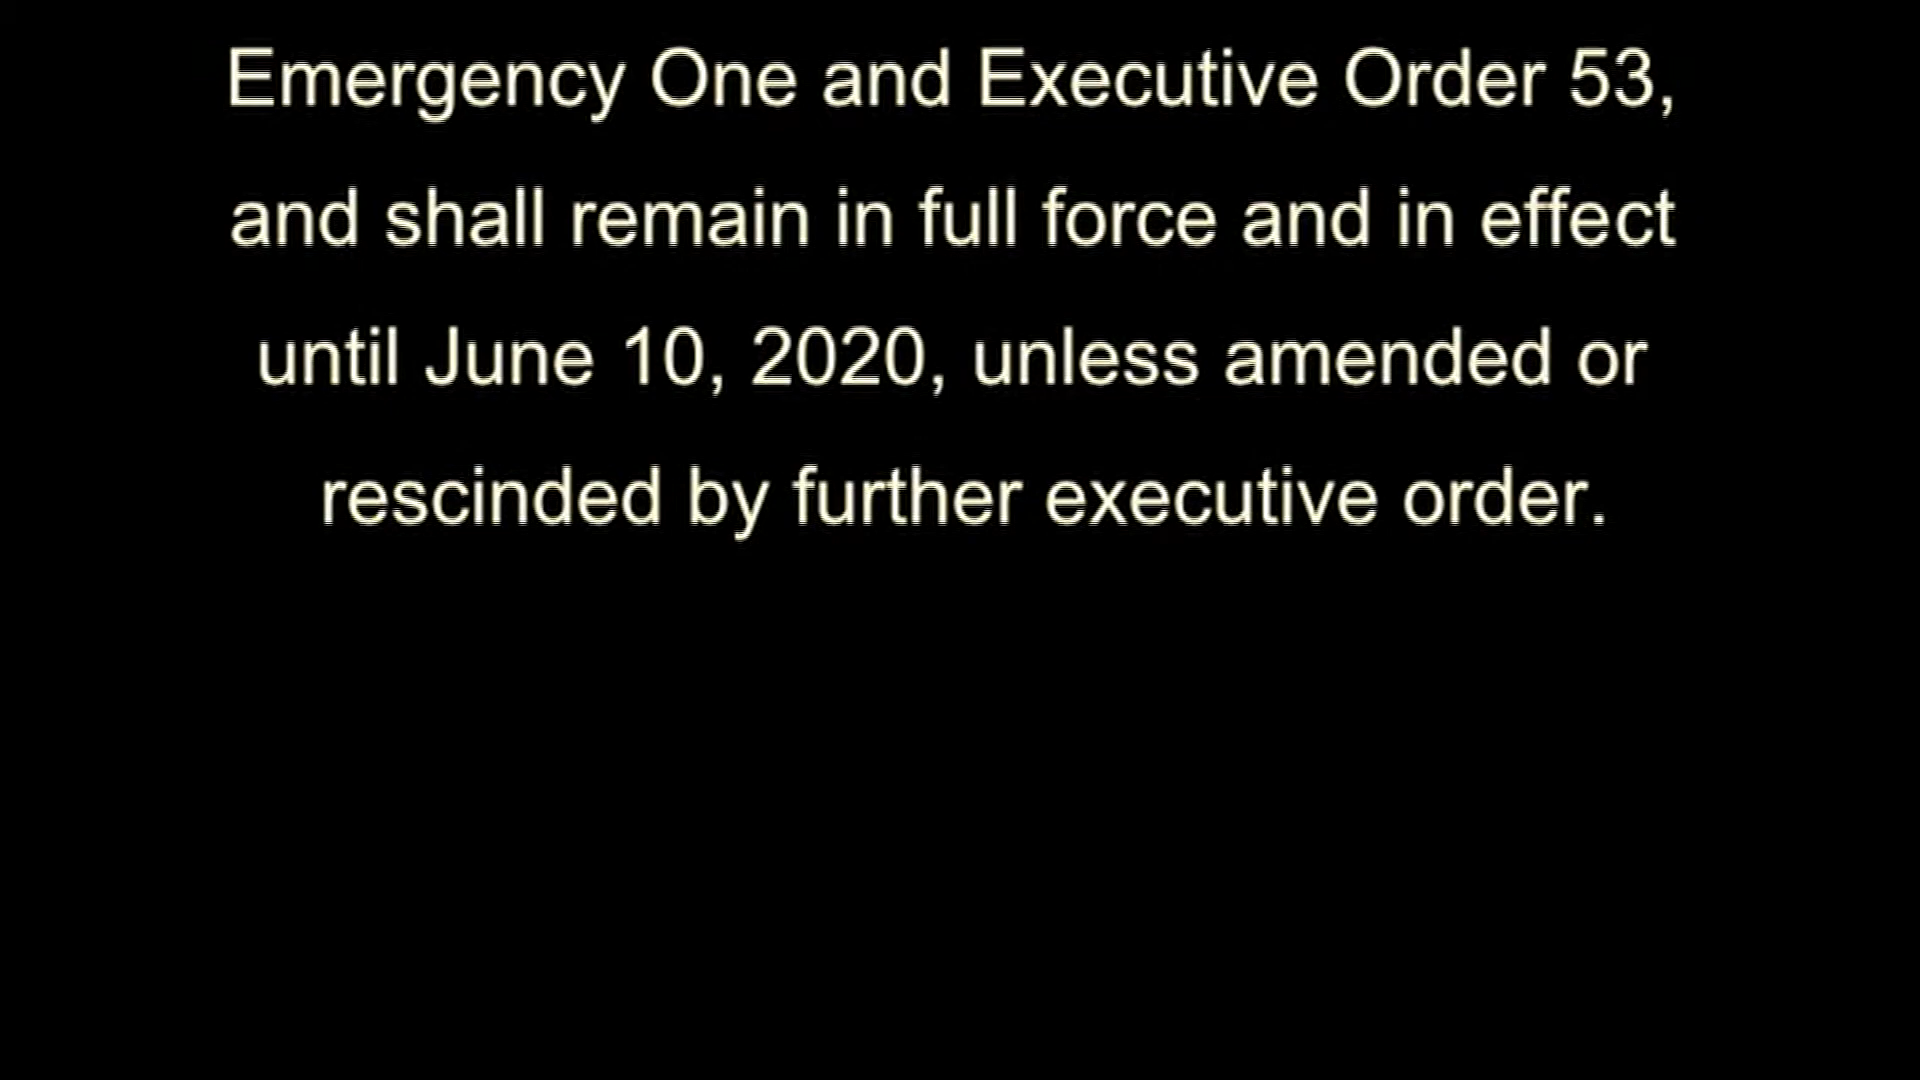 Emergency One and Executive Order 53,
and shall remain in full force and in effect
until June 10, 2020, unless amended or
rescinded by further executive order.